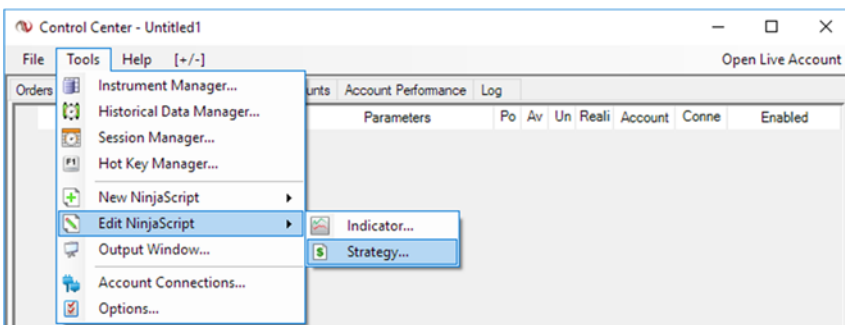 Control Center - Untitled1
File Tools Help [+/-] Open Live Account
Orders unts Account Performance Log
Parameters Po Av Un Reali Account Conne Enabled
Instrument Manager...
Historical Data Manager...
Session Manager...
F1 Hot Key Manager...
New NinjaScript
Edit NinjaScript
Indicator...
Output Window...
$ Strategy...
Account Connections...
Options...